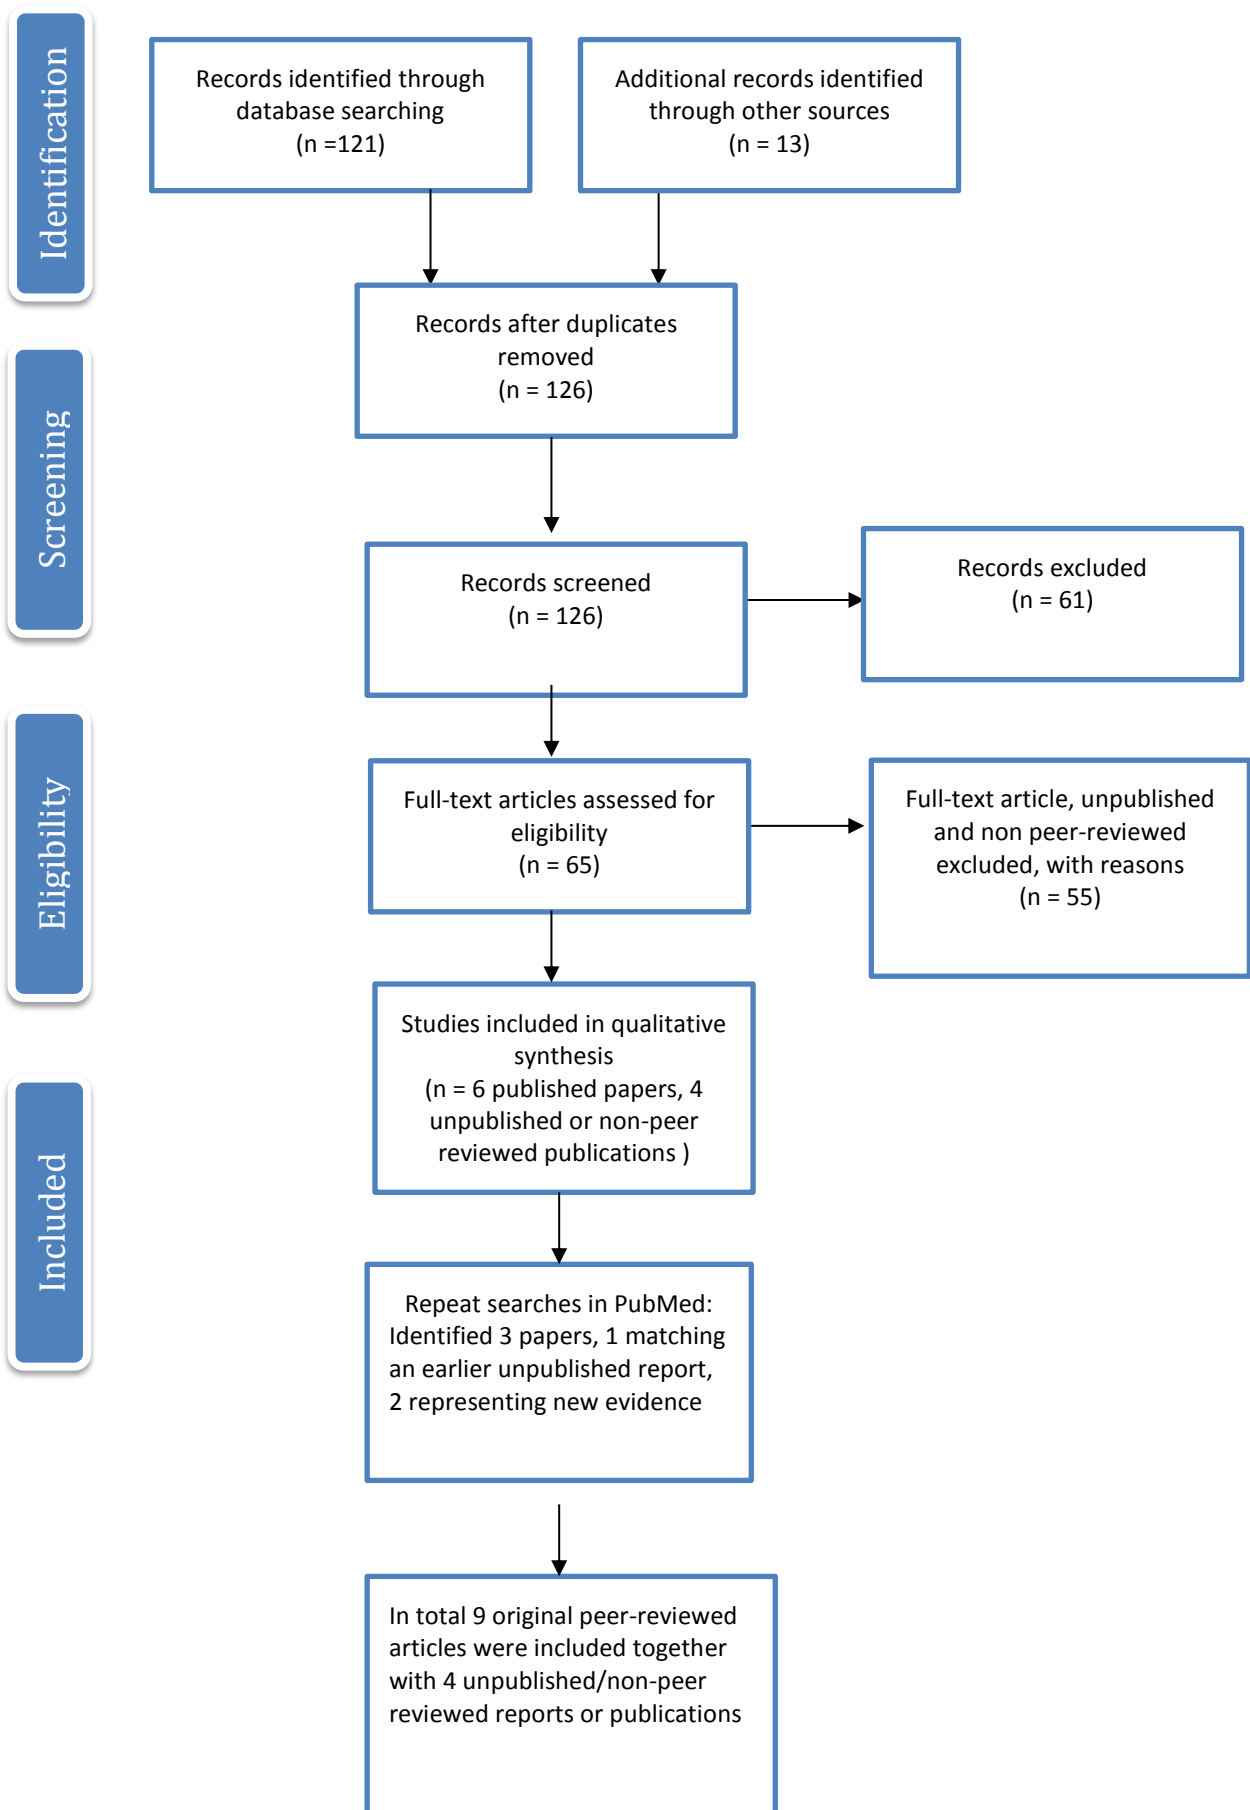 Identification
Records identified through
database searching
(n =121)
Additional records identified
through other sources
(n = 13)
Records after duplicates
removed
(n = 126)
Screening
Records screened
(n = 126)
Records excluded
(n = 61)
Eligibility
Full-text articles assessed for
eligibility
(n = 65)
Full-text article, unpublished
and non peer-reviewed
excluded, with reasons
(n = 55)
Studies included in qualitative
synthesis
(n = 6 published papers, 4
unpublished or non-peer
reviewed publications )
Included
Repeat searches in PubMed:
Identified 3 papers, 1 matching
an earlier unpublished report,
2 representing new evidence
In total 9 original peer-reviewed
articles were included together
with 4 unpublished/non-peer
reviewed reports or publications